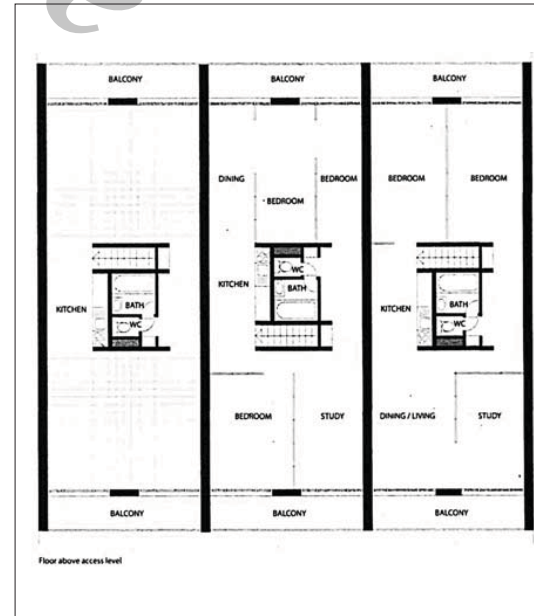 BALCONY BALCONY BALCONY
DINING BEDROOM BEDROOM BEDROOM
BEDROOM
WC
KITCHEN BATH KITCHEN BATH KITCHEN BATH
WC WC
BEDROOM STUDY DINING / LIVING STUDY
BALCONY BALCONY BALCONY
Floor above access level